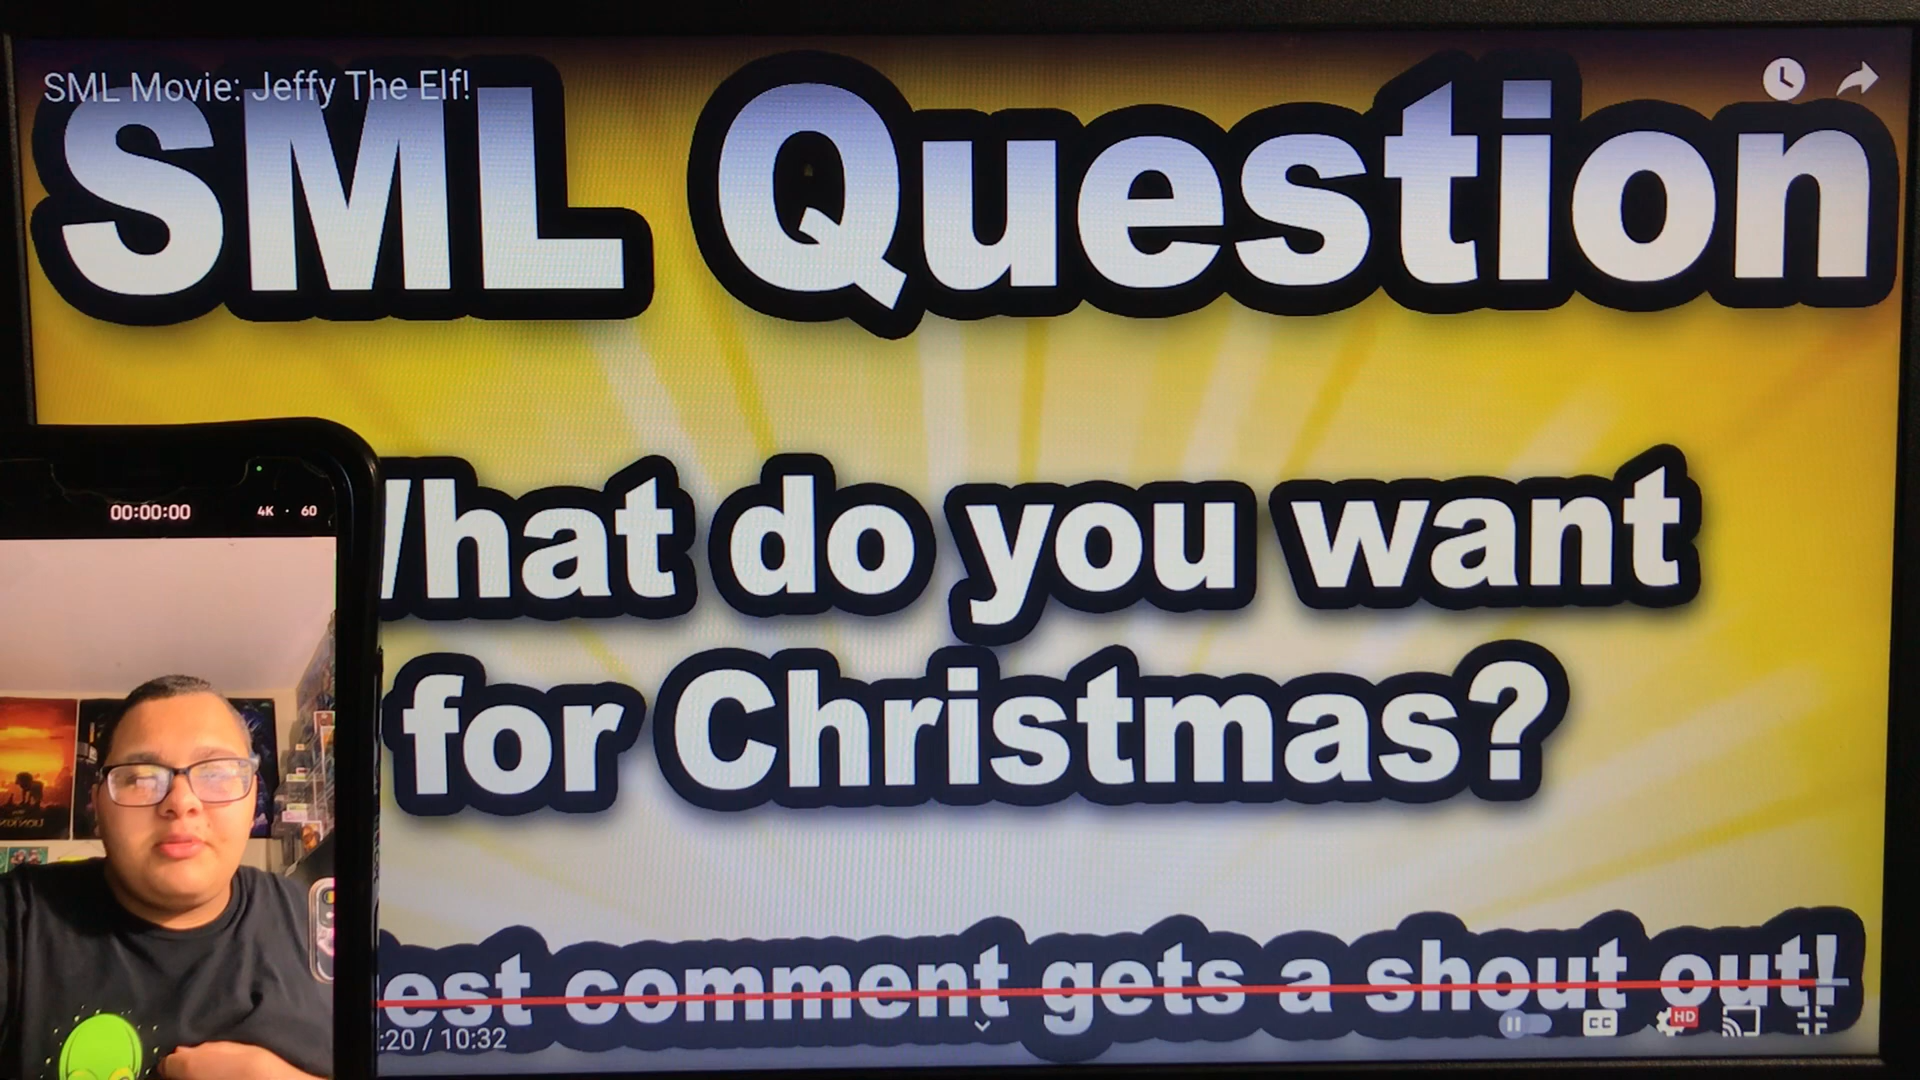 SML Movie: Jeffy The Elf!
SML Question
hat do you want
for Christmas?
est comment gets a shout out!
:20 / 10:32
CC
HD
00:00:00
4K · 60